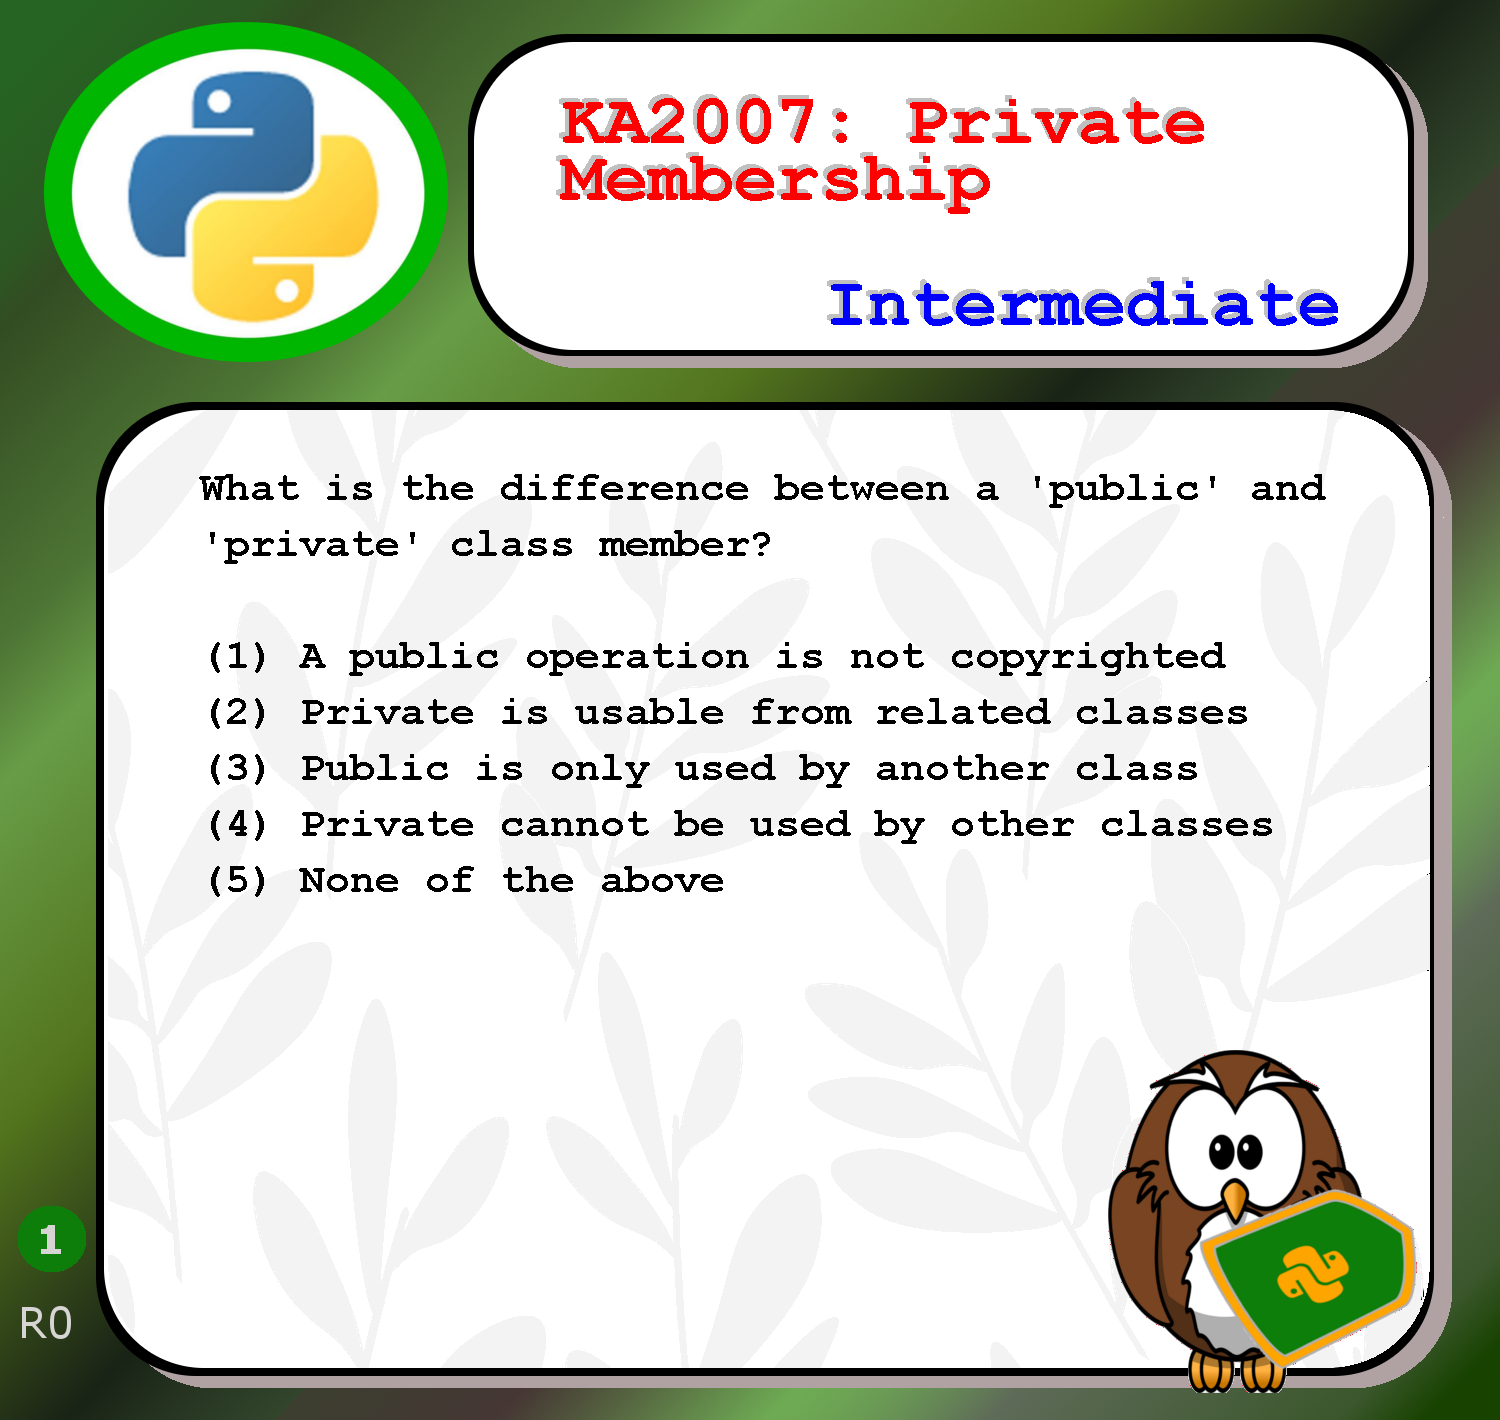 KA2007: Private
Membership
Intermediate
What is the difference between a 'public' and
'private' class member?
(1) A public operation is not copyrighted
(2) Private is usable from related classes
(3) Public is only used by another class
(4) Private cannot be used by other classes
(5) None of the above
1
R0